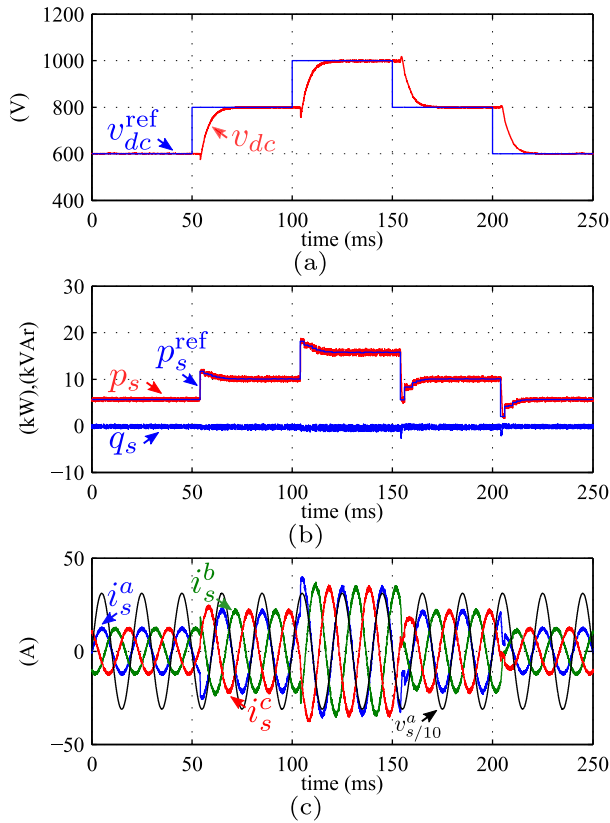 1200
1000
800
600
400
(V)
v_dc^ref
v_dc
0 50 100 150 200 250
time (ms)
(a)
30
20
10
0
−10
(kW),(kVAr)
p_s^ref
p_s
q_s
0 50 100 150 200 250
time (ms)
(b)
50
0
−50
(A)
i_s^a
i_s^b
i_s^c
v_{s/10}^a
0 50 100 150 200 250
time (ms)
(c)